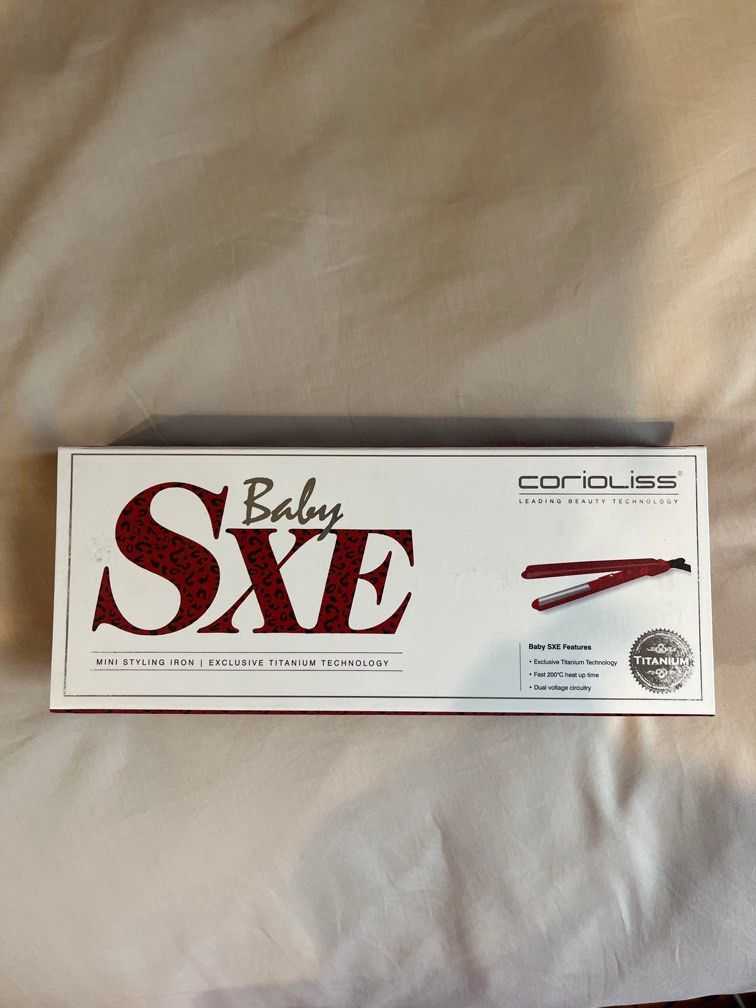 Baby
SXE
MINI STYLING IRON | EXCLUSIVE TITANIUM TECHNOLOGY
corioliss®
LEADING BEAUTY TECHNOLOGY
Baby SXE Features
• Exclusive Titanium Technology
• Fast 200°C heat up time
• Dual voltage circuitry
TITANIUM